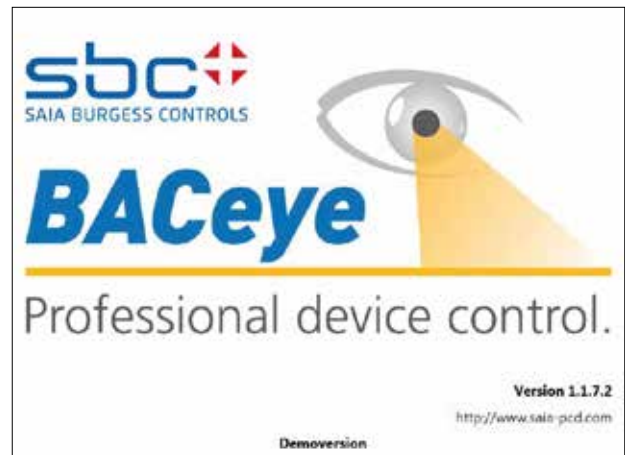 sbc
SAIA BURGESS CONTROLS
BACeye
Professional device control.
Version 1.1.7.2
http://www.saia-pcd.com
Demoversion